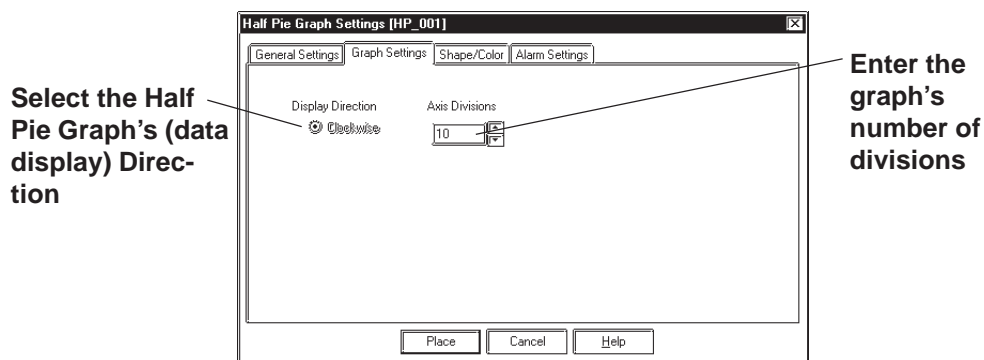 Half Pie Graph Settings [HP_001]
General Settings Graph Settings Shape/Color Alarm Settings
Select the Half
Pie Graph's (data
display) Direc-
tion
Display Direction
Clockwise
Axis Divisions
10
Enter the
graph's
number of
divisions
Place Cancel Help